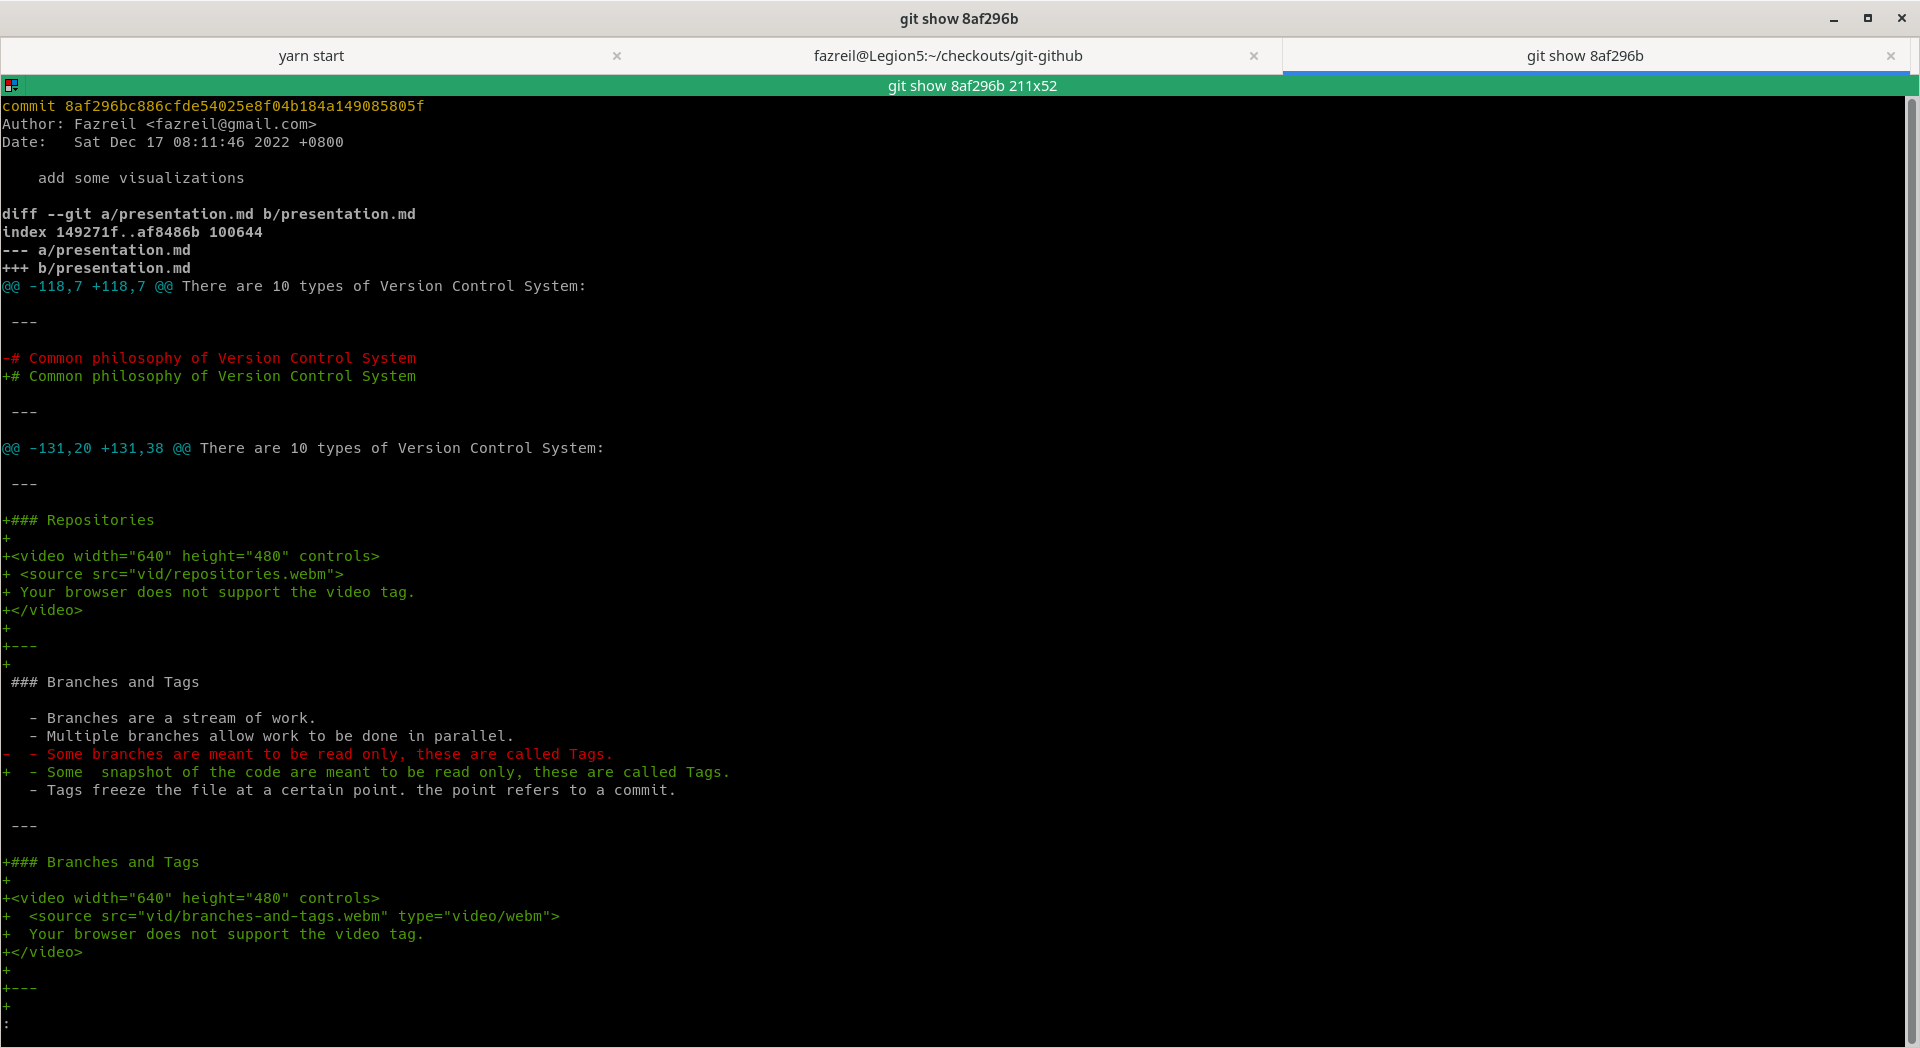 git show 8af296b
yarn start
fazreil@Legion5:~/checkouts/git-github
git show 8af296b
git show 8af296b 211x52
commit 8af296bc886cfde54025e8f04b184a149085805f
Author: Fazreil <fazreil@gmail.com>
Date:   Sat Dec 17 08:11:46 2022 +0800
    add some visualizations
diff --git a/presentation.md b/presentation.md
index 149271f..af8486b 100644
--- a/presentation.md
+++ b/presentation.md
@@ -118,7 +118,7 @@ There are 10 types of Version Control System:
 ---
-# Common philosophy of Version Control System
+# Common philosophy of Version Control System
 ---
@@ -131,20 +131,38 @@ There are 10 types of Version Control System:
 ---
+### Repositories
+
+<video width="640" height="480" controls>
+ <source src="vid/repositories.webm">
+ Your browser does not support the video tag.
+</video>
+
+---
+
 ### Branches and Tags
   - Branches are a stream of work.
   - Multiple branches allow work to be done in parallel.
-  - Some branches are meant to be read only, these are called Tags.
+  - Some  snapshot of the code are meant to be read only, these are called Tags.
   - Tags freeze the file at a certain point. the point refers to a commit.
 ---
+### Branches and Tags
+
+<video width="640" height="480" controls>
+  <source src="vid/branches-and-tags.webm" type="video/webm">
+  Your browser does not support the video tag.
+</video>
+
+---
+
: